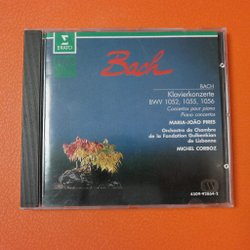 ERATO
Bach
BACH
Klavierkonzerte
BWV 1052, 1055, 1056
Concertos pour piano
Piano concertos
MARIA-JOÃO PIRES
Orchestre de Chambre
de la Fondation Gulbenkian
de Lisbonne
MICHEL CORBOZ